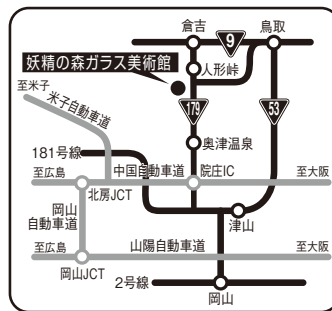 倉吉
鳥取
9
妖精の森ガラス美術館
人形峠
至米子
米子自動車道
179
53
奥津温泉
181号線
中国自動車道
院庄IC
至広島
至大阪
北房JCT
岡山
自動車道
津山
至広島
山陽自動車道
至大阪
岡山JCT
2号線
岡山